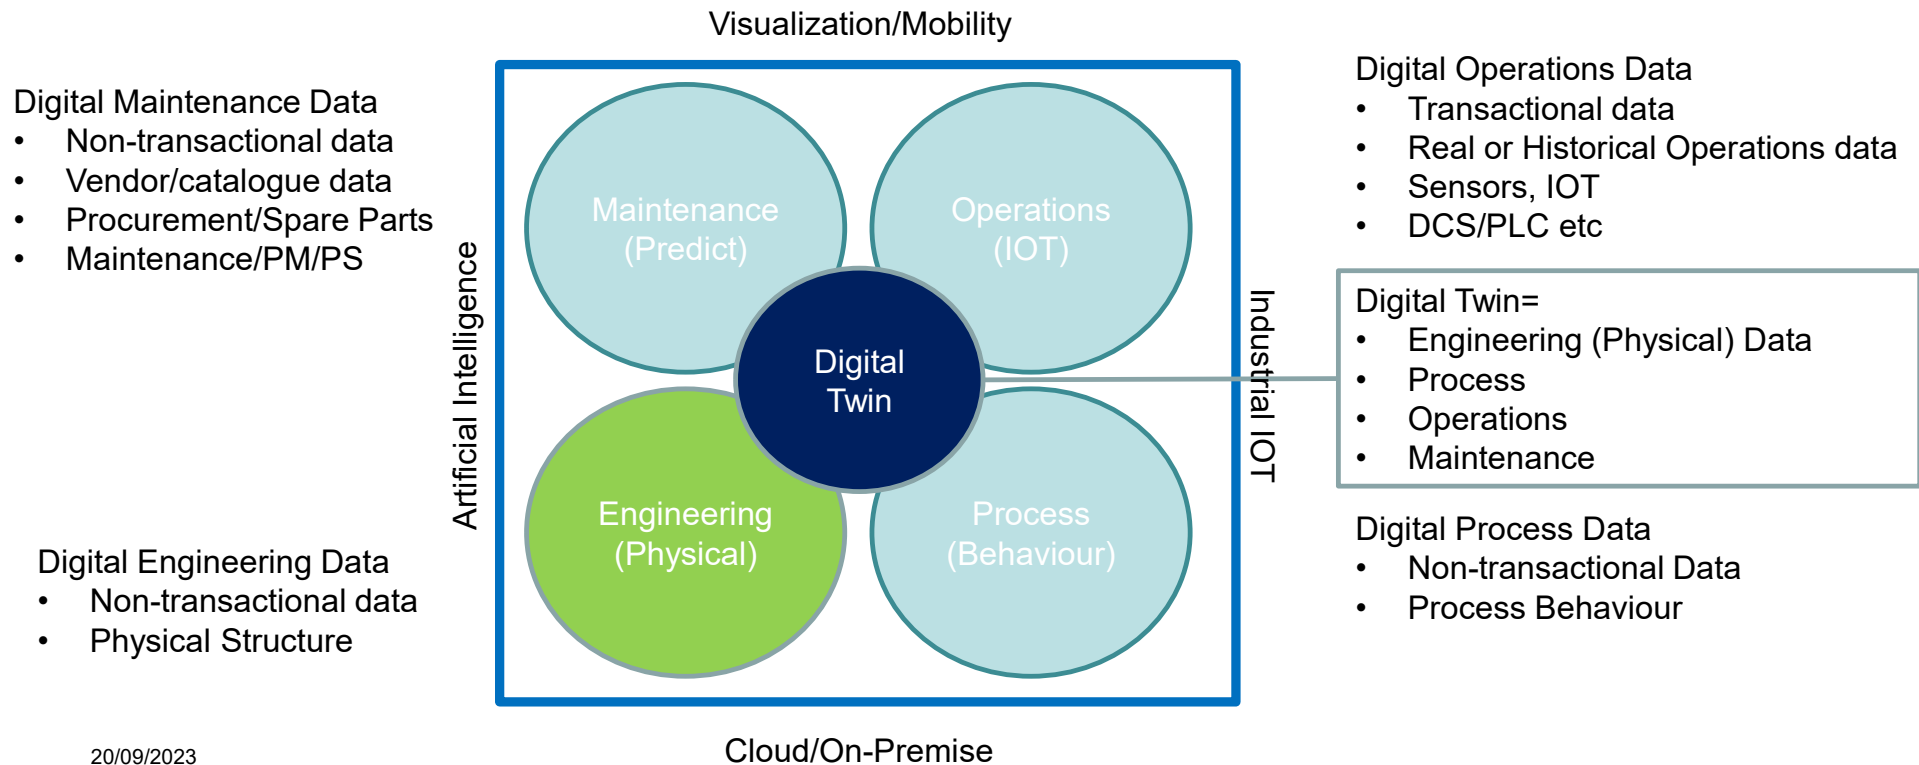 Visualization/Mobility
Digital Maintenance Data
• Non-transactional data
• Vendor/catalogue data
• Procurement/Spare Parts
• Maintenance/PM/PS
Digital Engineering Data
• Non-transactional data
• Physical Structure
Artificial Intelligence
Maintenance
(Predict)
Operations
(IOT)
Digital
Twin
Engineering
(Physical)
Process
(Behaviour)
Industrial IOT
Digital Operations Data
• Transactional data
• Real or Historical Operations data
• Sensors, IOT
• DCS/PLC etc
Digital Twin=
• Engineering (Physical) Data
• Process
• Operations
• Maintenance
Digital Process Data
• Non-transactional Data
• Process Behaviour
Cloud/On-Premise
20/09/2023